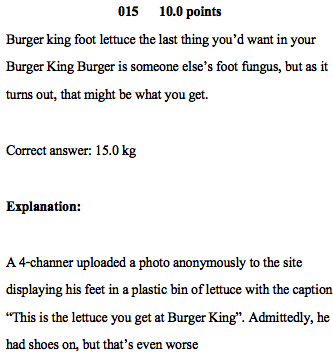 015 10.0 points
Burger king foot lettuce the last thing you'd want in your
Burger King Burger is someone else's foot fungus, but as it
turns out, that might be what you get.
Correct answer: 15.0 kg
Explanation:
A 4-channer uploaded a photo anonymously to the site
displaying his feet in a plastic bin of lettuce with the caption
“This is the lettuce you get at Burger King”. Admittedly, he
had shoes on, but that's even worse